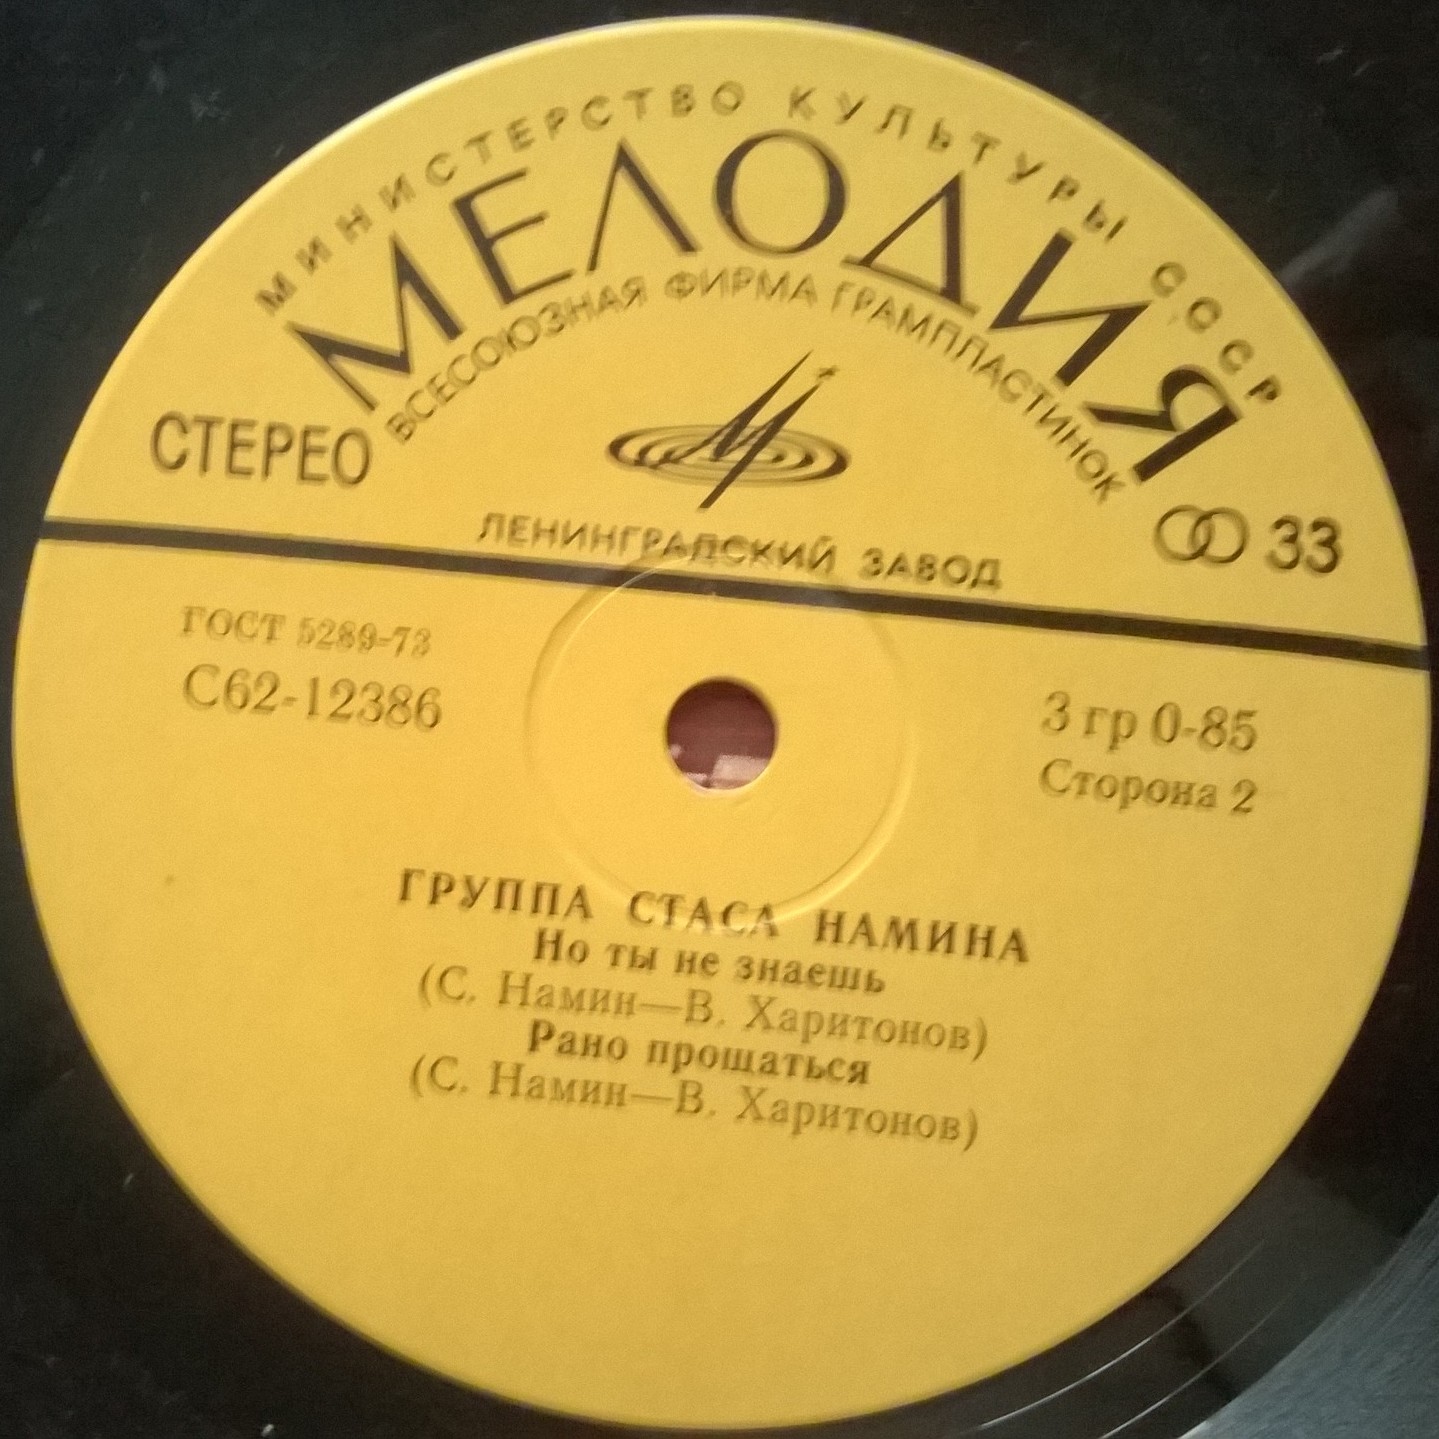 МИНИСТЕРСТВО КУЛЬТУРЫ СССР
МЕЛОДИЯ
ВСЕСОЮЗНАЯ ФИРМА ГРАМПЛАСТИНОК
СТЕРЕО
33
ЛЕНИНГРАДСКИЙ ЗАВОД
ГОСТ 5289-73
С62-12386
3 гр 0-85
Сторона 2
ГРУППА СТАСА НАМИНА
Но ты не знаешь
(С. Намин—В. Харитонов)
Рано прощаться
(С. Намин—В. Харитонов)